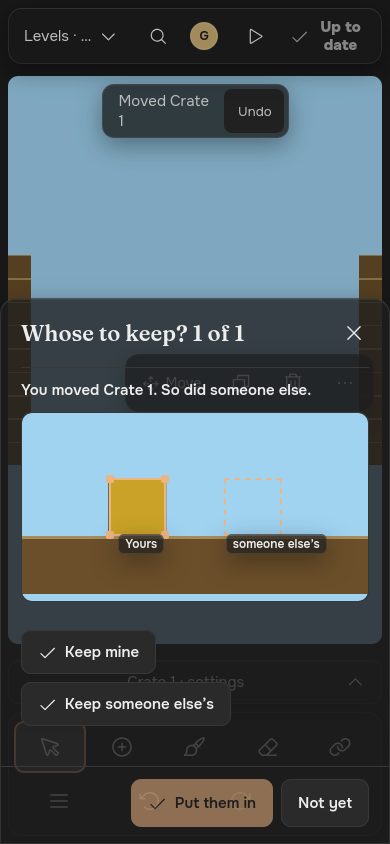 Levels · ...
G
Up to
date
Moved Crate
1
Undo
Whose to keep? 1 of 1
Move
You moved Crate 1. So did someone else.
Yours
someone else's
Keep mine
Crate 1 · settings
Keep someone else's
Put them in
Not yet